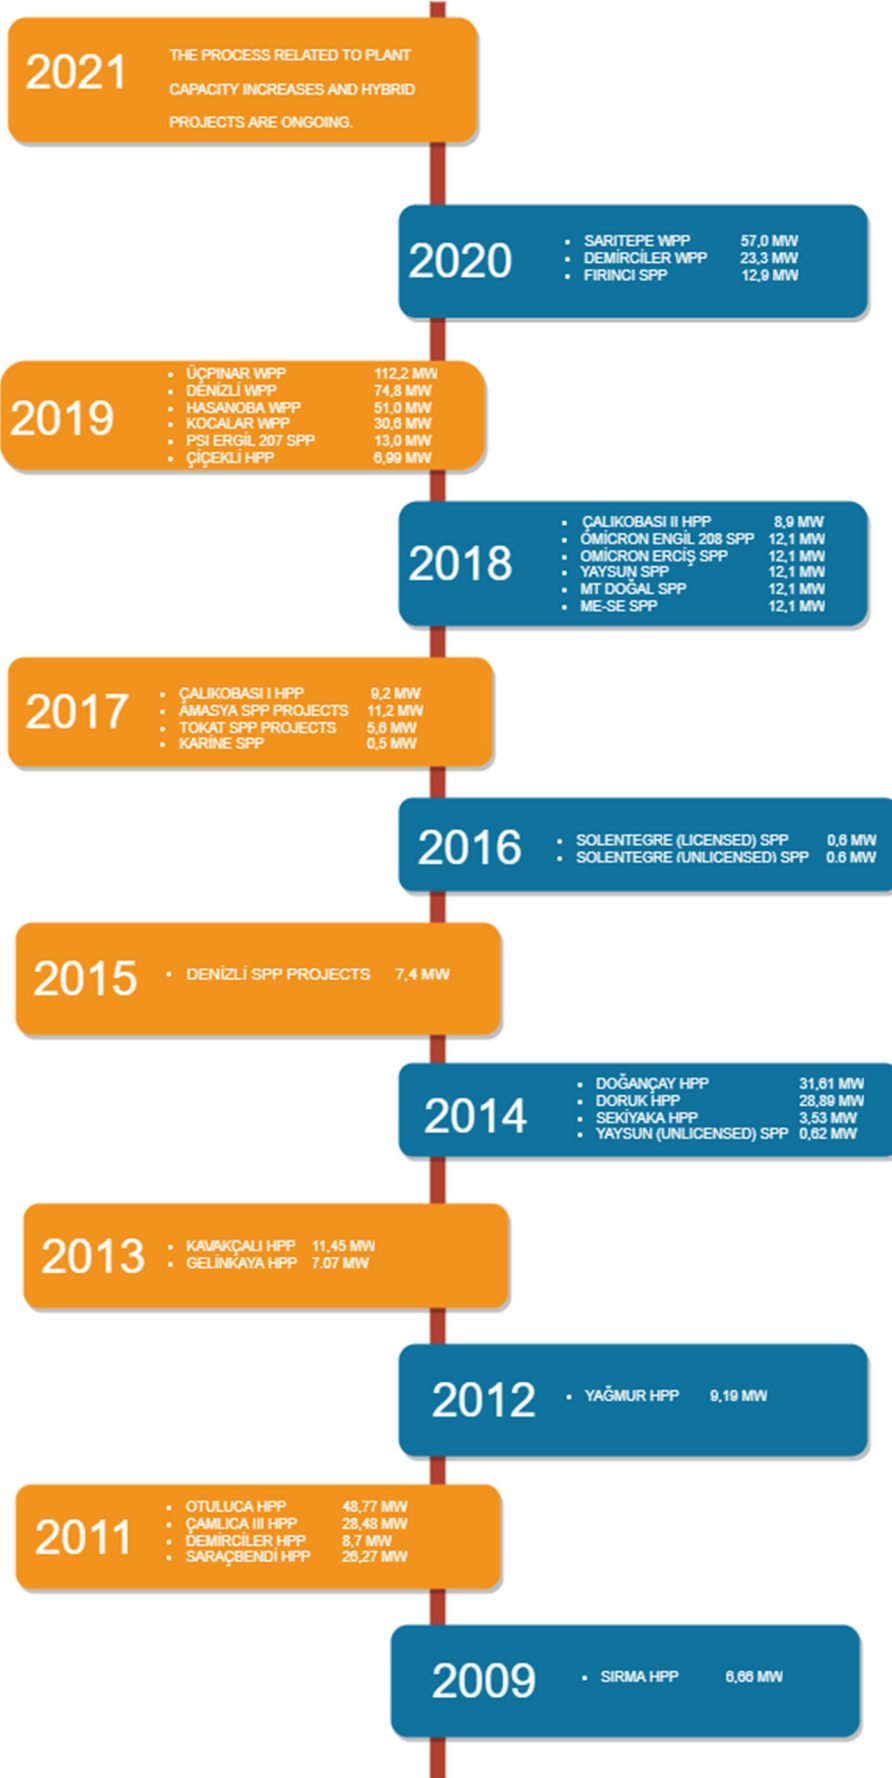 2021
THE PROCESS RELATED TO PLANT
CAPACITY INCREASES AND HYBRID
PROJECTS ARE ONGOING.
2020
• SARITEPE WPP 57,0 MW
• DEMİRCİLER WPP 23,3 MW
• FIRINCI SPP 12,9 MW
2019
• ÜÇPINAR WPP 112,2 MW
• DENİZLİ WPP 74,8 MW
• HASANOBA WPP 51,0 MW
• KOCALAR WPP 30,6 MW
• PSI ERGİL 207 SPP 13,0 MW
• ÇİÇEKLİ HPP 6,99 MW
2018
• ÇALIKOBASI II HPP 8,9 MW
• OMİCRON ENGİL 208 SPP 12,1 MW
• OMİCRON ERCİŞ SPP 12,1 MW
• YAYSUN SPP 12,1 MW
• MT DOĞAL SPP 12,1 MW
• ME-SE SPP 12,1 MW
2017
• ÇALIKOBASI I HPP 9,2 MW
• AMASYA SPP PROJECTS 11,2 MW
• TOKAT SPP PROJECTS 5,6 MW
• KARİNE SPP 0,5 MW
2016
• SOLENTEGRE (LICENSED) SPP 0,6 MW
• SOLENTEGRE (UNLICENSED) SPP 0.6 MW
2015
• DENİZLİ SPP PROJECTS 7,4 MW
2014
• DOĞANÇAY HPP 31,61 MW
• DORUK HPP 28,89 MW
• SEKİYAKA HPP 3,53 MW
• YAYSUN (UNLICENSED) SPP 0,62 MW
2013
• KAVAKÇALI HPP 11,45 MW
• GELİNKAYA HPP 7.07 MW
2012
• YAĞMUR HPP 9,19 MW
2011
• OTULUCA HPP 48,77 MW
• ÇAMLICA III HPP 28,48 MW
• DEMİRCİLER HPP 8,7 MW
• SARAÇBENDİ HPP 26,27 MW
2009
• SIRMA HPP 6,66 MW